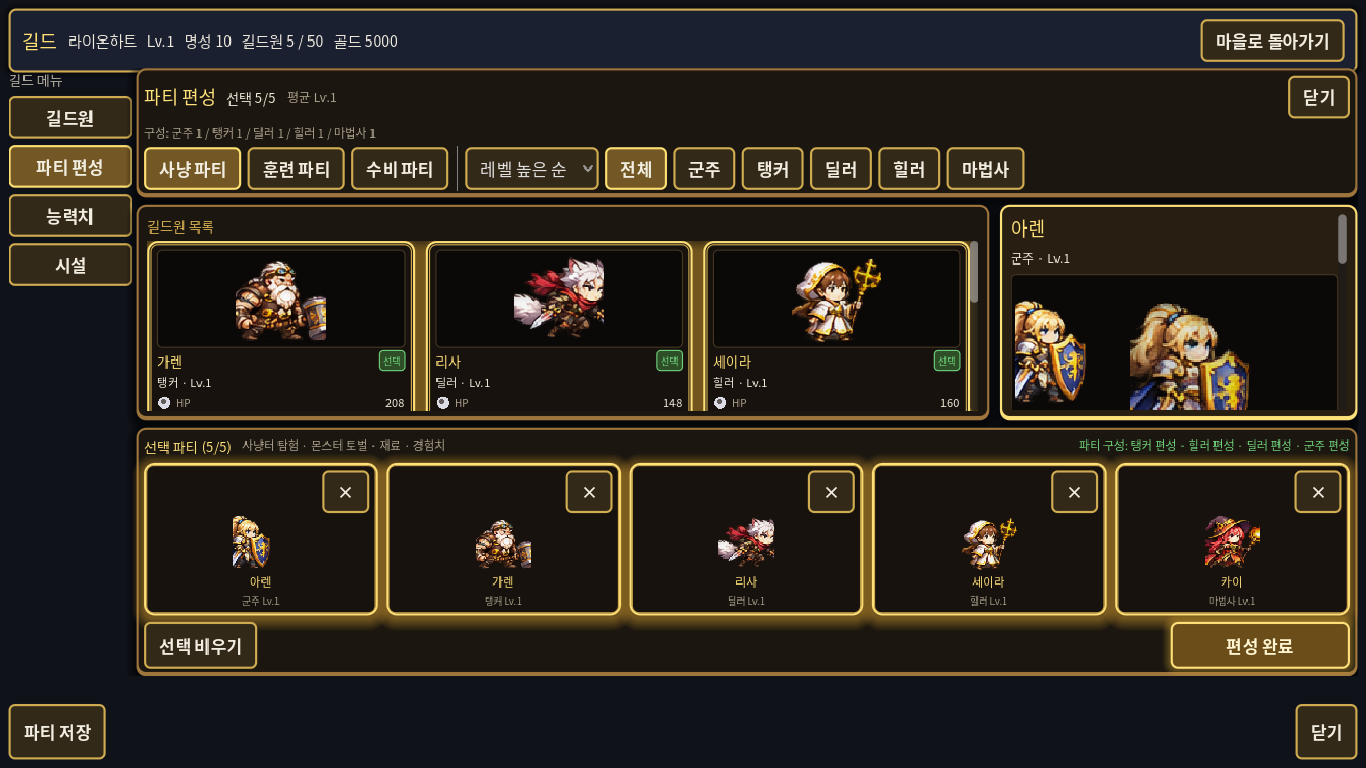 길드 라이온하트 Lv.1 명성 10 길드원 5 / 50 골드 5000 마을로 돌아가기
길드 메뉴
길드원
파티 편성
능력치
시설
파티 편성 선택 5/5 평균 Lv.1 닫기
구성: 군주 1 / 탱커 1 / 딜러 1 / 힐러 1 / 마법사 1
사냥 파티 훈련 파티 수비 파티 레벨 높은 순 전체 군주 탱커 딜러 힐러 마법사
길드원 목록
가렌 선택
탱커 · Lv.1
HP 208
리사 선택
딜러 · Lv.1
HP 148
세이라 선택
힐러 · Lv.1
HP 160
아렌
군주 - Lv.1
선택 파티 (5/5) 사냥터 탐험 · 몬스터 토벌 - 재료 · 경험치 파티 구성: 탱커 편성 - 힐러 편성 · 딜러 편성 · 군주 편성
× × × × ×
아렌 가렌 리사 세이라 카이
군주 Lv.1 탱커 Lv.1 딜러 Lv.1 힐러 Lv.1 마법사 Lv.1
선택 비우기 편성 완료
파티 저장 닫기